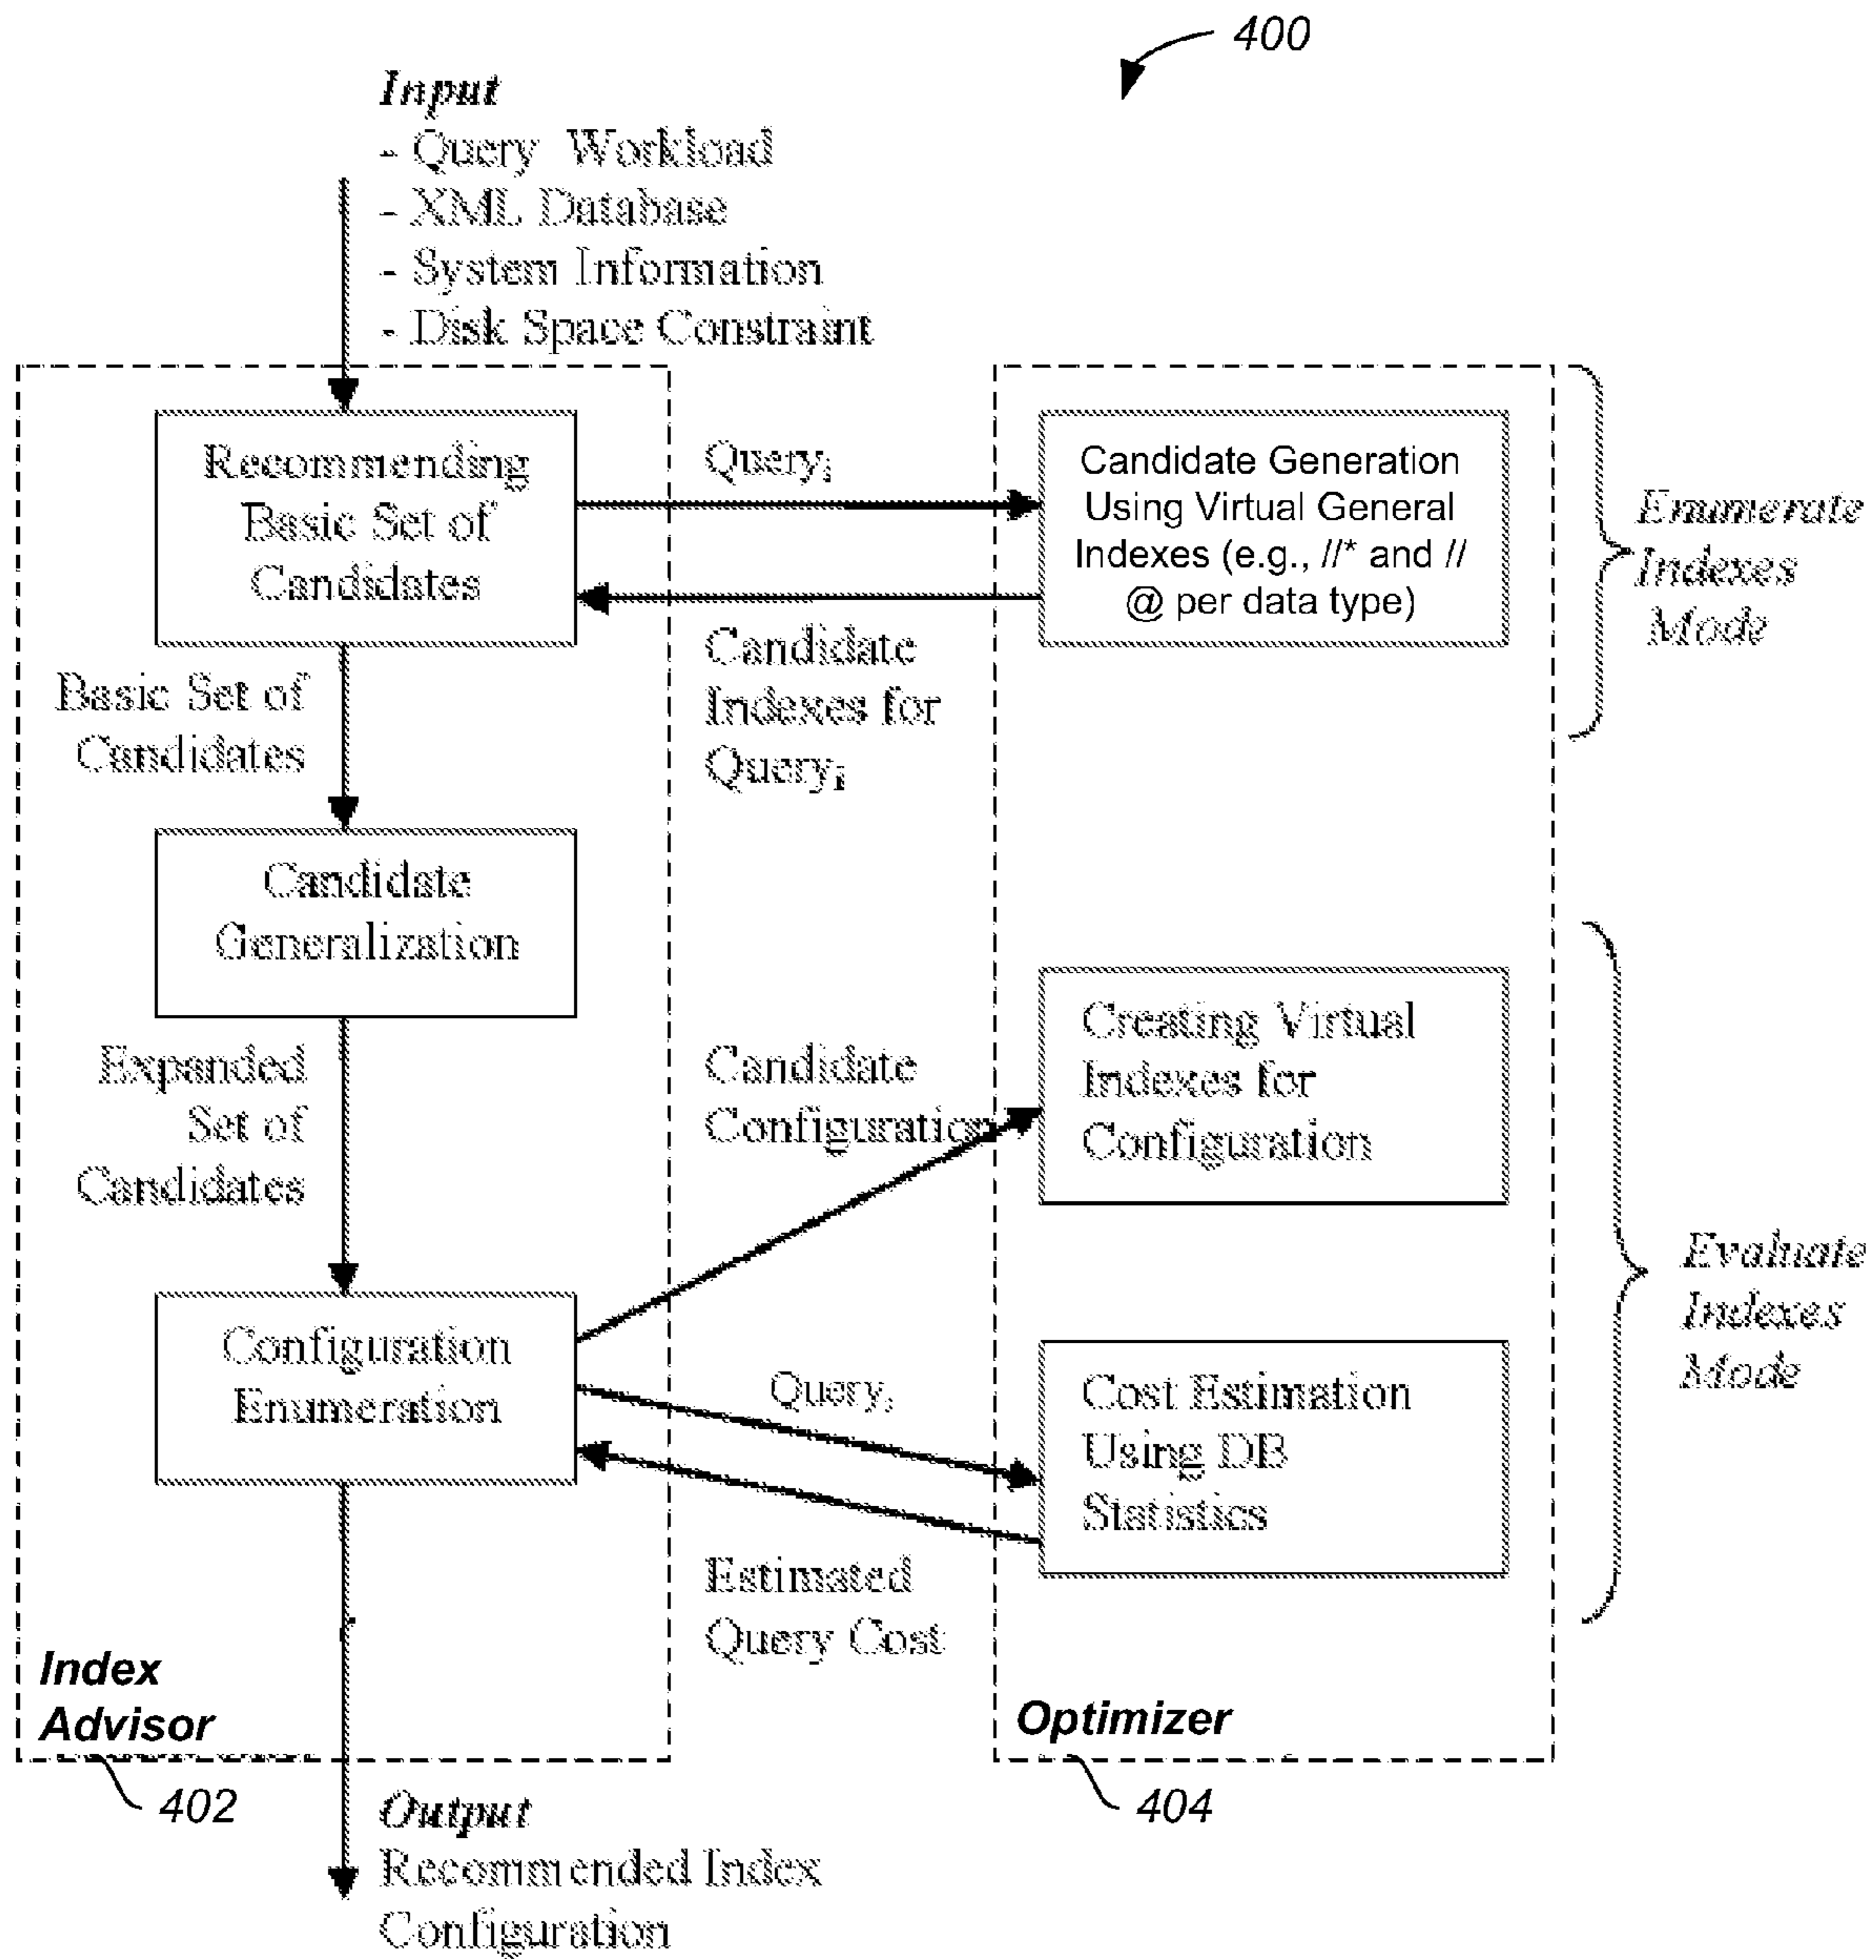 400
Input
- Query Workload
- XML Database
- System Information
- Disk Space Constraint
Recommending
Basic Set of
Candidates
Query i
Candidate Generation
Using Virtual General
Indexes (e.g., //* and //
@ per data type)
Enumerate
Indexes
Mode
Candidate
Indexes for
Query i
Basic Set of
Candidates
Candidate
Generalization
Expanded
Set of
Candidates
Candidate
Configuration
Creating Virtual
Indexes for
Configuration
Evaluate
Indexes
Mode
Configuration
Enumeration
Query i
Cost Estimation
Using DB
Statistics
Estimated
Query Cost
Index
Advisor
Optimizer
402
404
Output
Recommended Index
Configuration